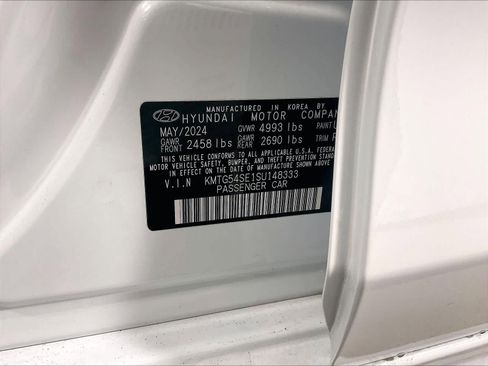 MANUFACTURED IN KOREA BY
HYUNDAI MOTOR COMPAN
MAY/2024 GVWR 4993 lbs PAINT
GAWR FRONT 2458 lbs GAWR REAR 2690 lbs TRIM
THIS VEHICLE CONFORMS TO ALL APPLICABLE U.S.A. FEDERAL
MOTOR VEHICLE SAFETY, BUMPER, AND THEFT PREVENTION
STANDARDS IN EFFECT ON THE DATE OF MANUFACTURE SHOWN ABOVE.
V.I.N KMTG54SE1SU148333
PASSENGER CAR